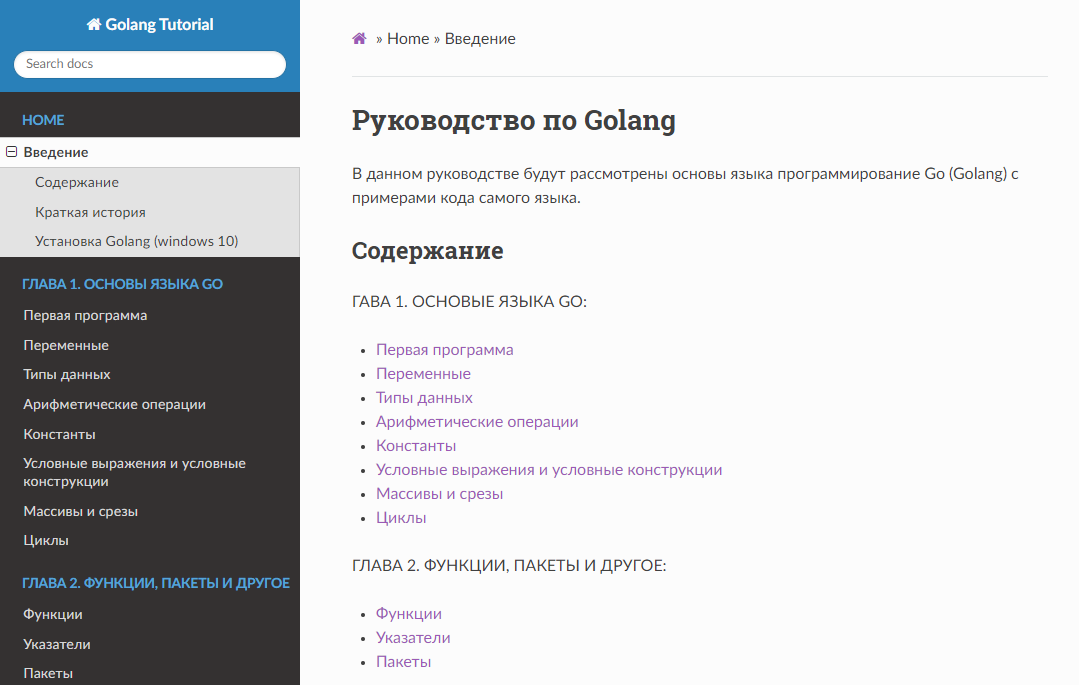 Golang Tutorial
Search docs
HOME
Введение
Содержание
Краткая история
Установка Golang (windows 10)
ГЛАВА 1. ОСНОВЫ ЯЗЫКА GO
Первая программа
Переменные
Типы данных
Арифметические операции
Константы
Условные выражения и условные
конструкции
Массивы и срезы
Циклы
ГЛАВА 2. ФУНКЦИИ, ПАКЕТЫ И ДРУГОЕ
Функции
Указатели
Пакеты
» Home » Введение
Руководство по Golang
В данном руководстве будут рассмотрены основы языка программирование Go (Golang) с
примерами кода самого языка.
Содержание
ГАВА 1. ОСНОВЫЕ ЯЗЫКА GO:
• Первая программа
• Переменные
• Типы данных
• Арифметические операции
• Константы
• Условные выражения и условные конструкции
• Массивы и срезы
• Циклы
ГЛАВА 2. ФУНКЦИИ, ПАКЕТЫ И ДРУГОЕ:
• Функции
• Указатели
• Пакеты